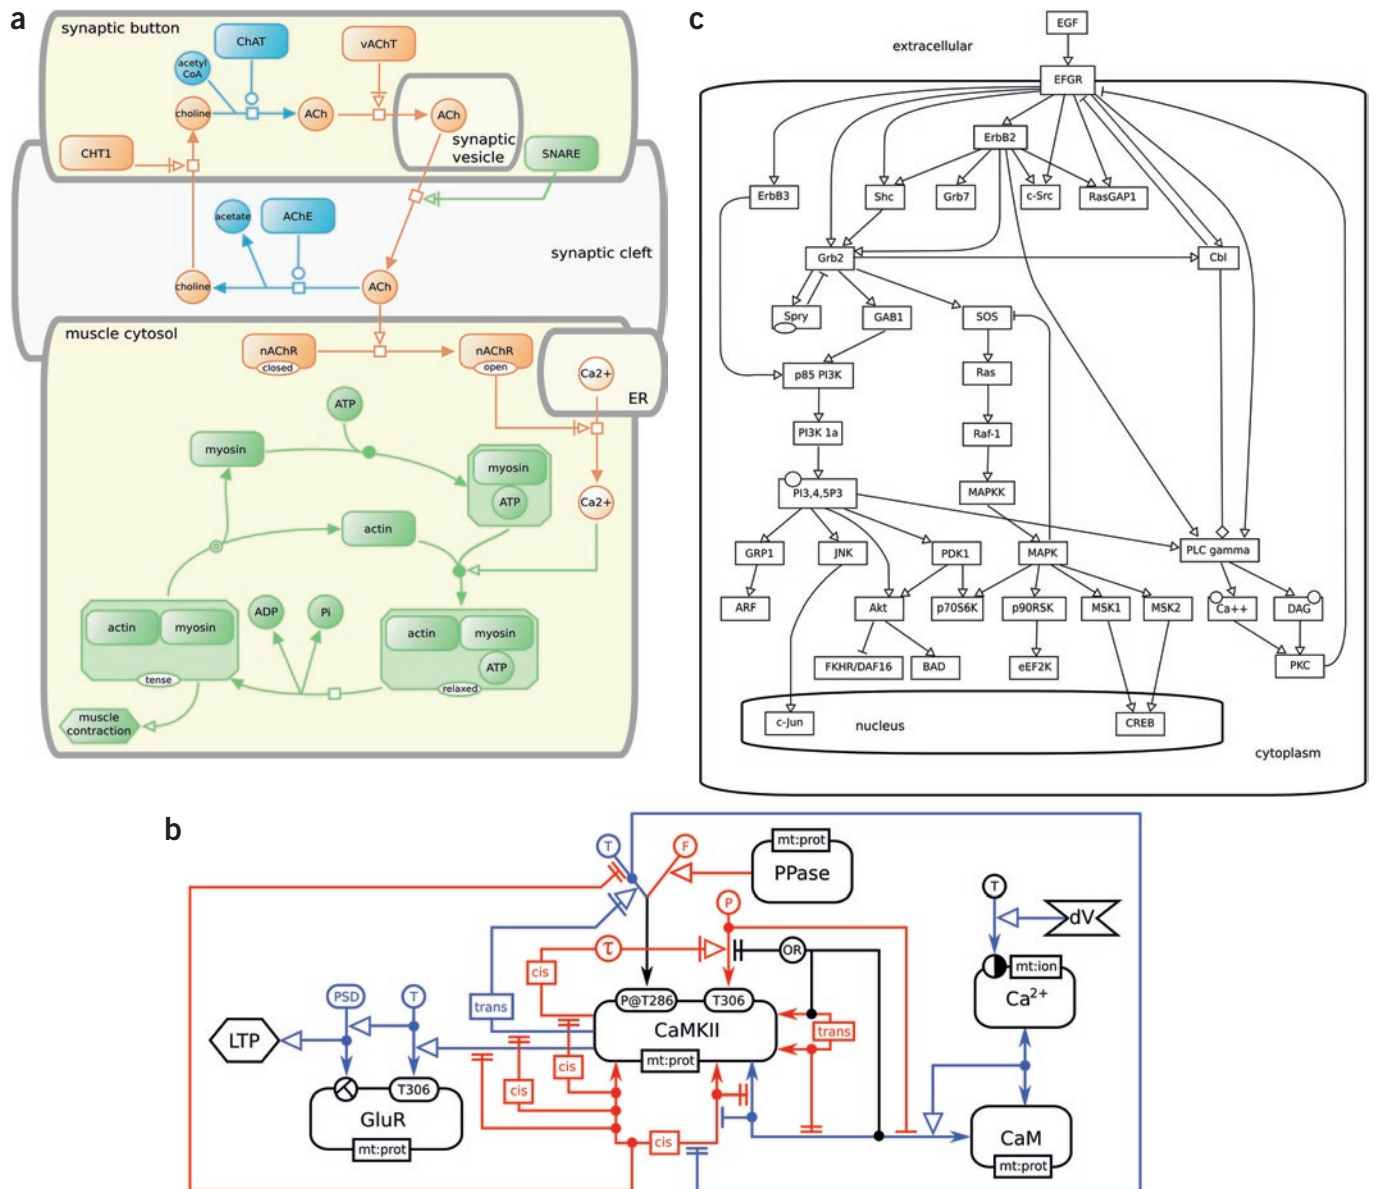 a
synaptic button
ChAT
vAChT
acetyl
CoA
choline
ACh
ACh
synaptic
vesicle
CHT1
SNARE
acetate
AChE
synaptic cleft
choline
ACh
muscle cytosol
nAChR
closed
nAChR
open
Ca2+
ER
ATP
myosin
myosin
ATP
Ca2+
actin
ADP
Pi
actin
myosin
tense
actin
myosin
ATP
relaxed
muscle
contraction
c
EGF
extracellular
EFGR
ErbB2
ErbB3
Shc
Grb7
c-Src
RasGAP1
Grb2
Cbl
Spry
GAB1
SOS
p85 PI3K
Ras
PI3K 1a
Raf-1
PI3,4,5P3
MAPKK
GRP1
JNK
PDK1
MAPK
PLC gamma
ARF
Akt
p70S6K
p90RSK
MSK1
MSK2
Ca++
DAG
FKHR/DAF16
BAD
eEF2K
PKC
c-Jun
nucleus
CREB
cytoplasm
b
T
F
mt:prot
PPase
P
T
dV
τ
OR
cis
mt:ion
Ca2+
PSD
T
trans
P@T286
T306
CaMKII
trans
LTP
mt:prot
cis
cis
T306
GluR
mt:prot
cis
CaM
mt:prot